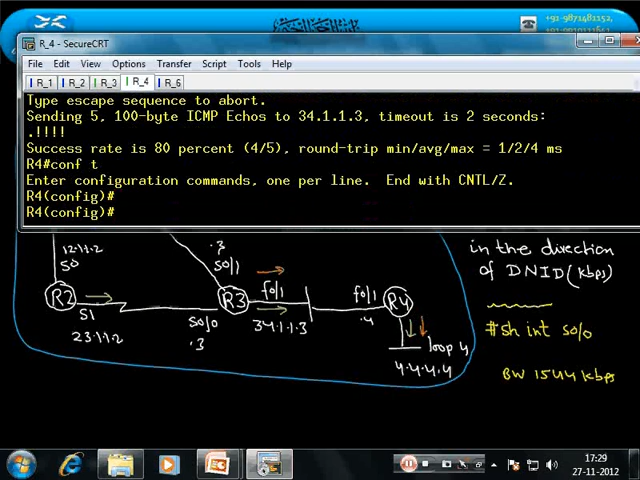 +91-9871481152,
R_4 - SecureCRT
File Edit View Options Transfer Script Tools Help
R_1 R_2 R_3 R_4 R_6
Type escape sequence to abort.
Sending 5, 100-byte ICMP Echos to 34.1.1.3, timeout is 2 seconds:
.!!!!
Success rate is 80 percent (4/5), round-trip min/avg/max = 1/2/4 ms
R4#conf t
Enter configuration commands, one per line. End with CNTL/Z.
R4(config)#
R4(config)#
12.1.1.2
S0
.3
S0/1
in the direction
of DNID (kbps)
R2
S1
23.1.1.2
S0/0
.3
R3
f0/1
34.1.1.3
f0/1
.4
R4
loop 4
4.4.4.4
#sh int s0/0
BW 1544 kbps
17:29
27-11-2012